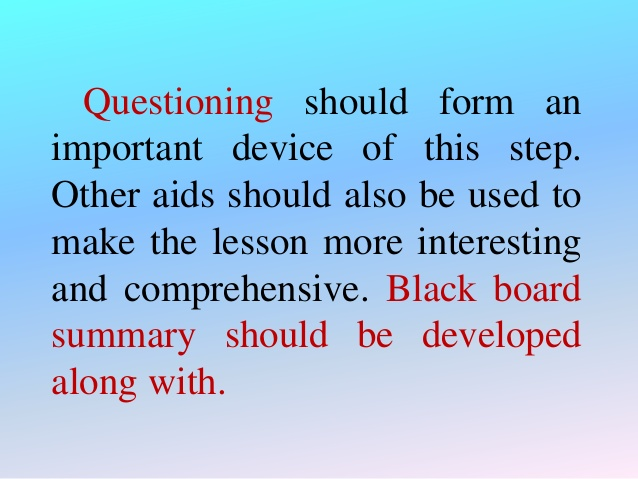 Questioning should form an
important device of this step.
Other aids should also be used to
make the lesson more interesting
and comprehensive. Black board
summary should be developed
along with.